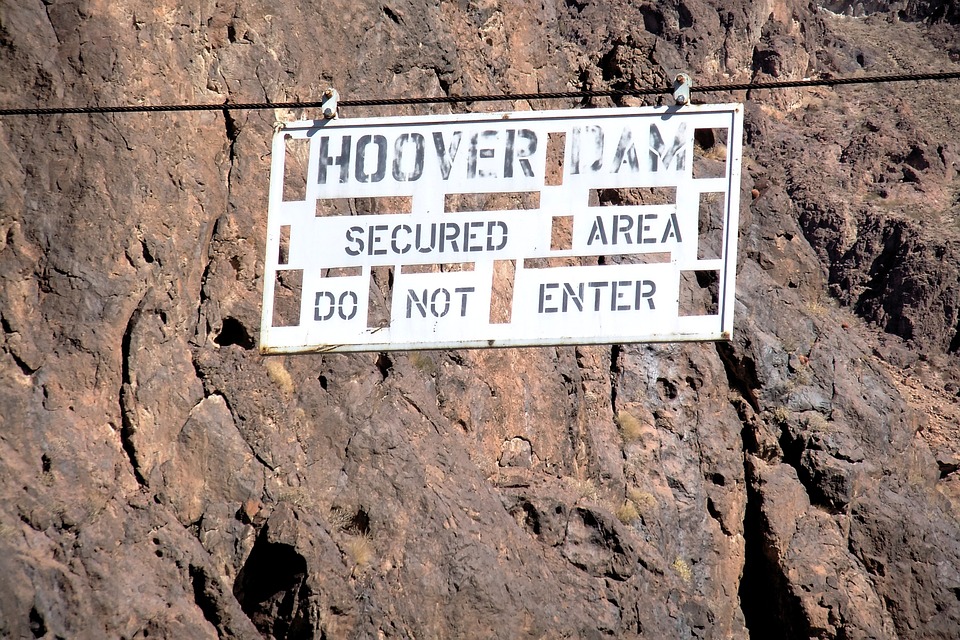 HOOVER DAM
SECURED AREA
DO NOT ENTER